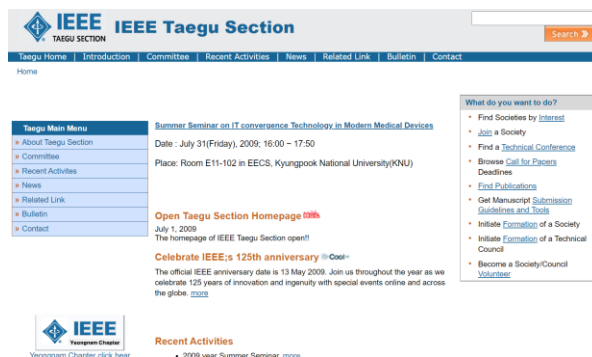 IEEE
TAEGU SECTION
IEEE Taegu Section
Search
Taegu Home | Introduction | Committee | Recent Activities | News | Related Link | Bulletin | Contact
Home
Taegu Main Menu
» About Taegu Section
» Committee
» Recent Activites
» News
» Related Link
» Bulletin
» Contact
IEEE
Yeongnam Chapter
Yeongnam Chapter click hear
Summer Seminar on IT convergence Technology in Modern Medical Devices
Date : July 31(Friday), 2009; 16:00 ~ 17:50
Place: Room E11-102 in EECS, Kyungpook National University(KNU)
Open Taegu Section Homepage
July 1, 2009
The homepage of IEEE Taegu Section open!!
Celebrate IEEE;s 125th anniversary Cool
The official IEEE anniversary date is 13 May 2009. Join us throughout the year as we
celebrate 125 years of innovation and ingenuity with special events online and across
the globe. more
Recent Activities
• 2009 year Summer Seminar more
What do you want to do?
• Find Societies by Interest
• Join a Society
• Find a Technical Conference
• Browse Call for Papers
Deadlines
• Find Publications
• Get Manuscript Submission
Guidelines and Tools
• Initiate Formation of a Society
• Initiate Formation of a Technical
Council
• Become a Society/Council
Volunteer